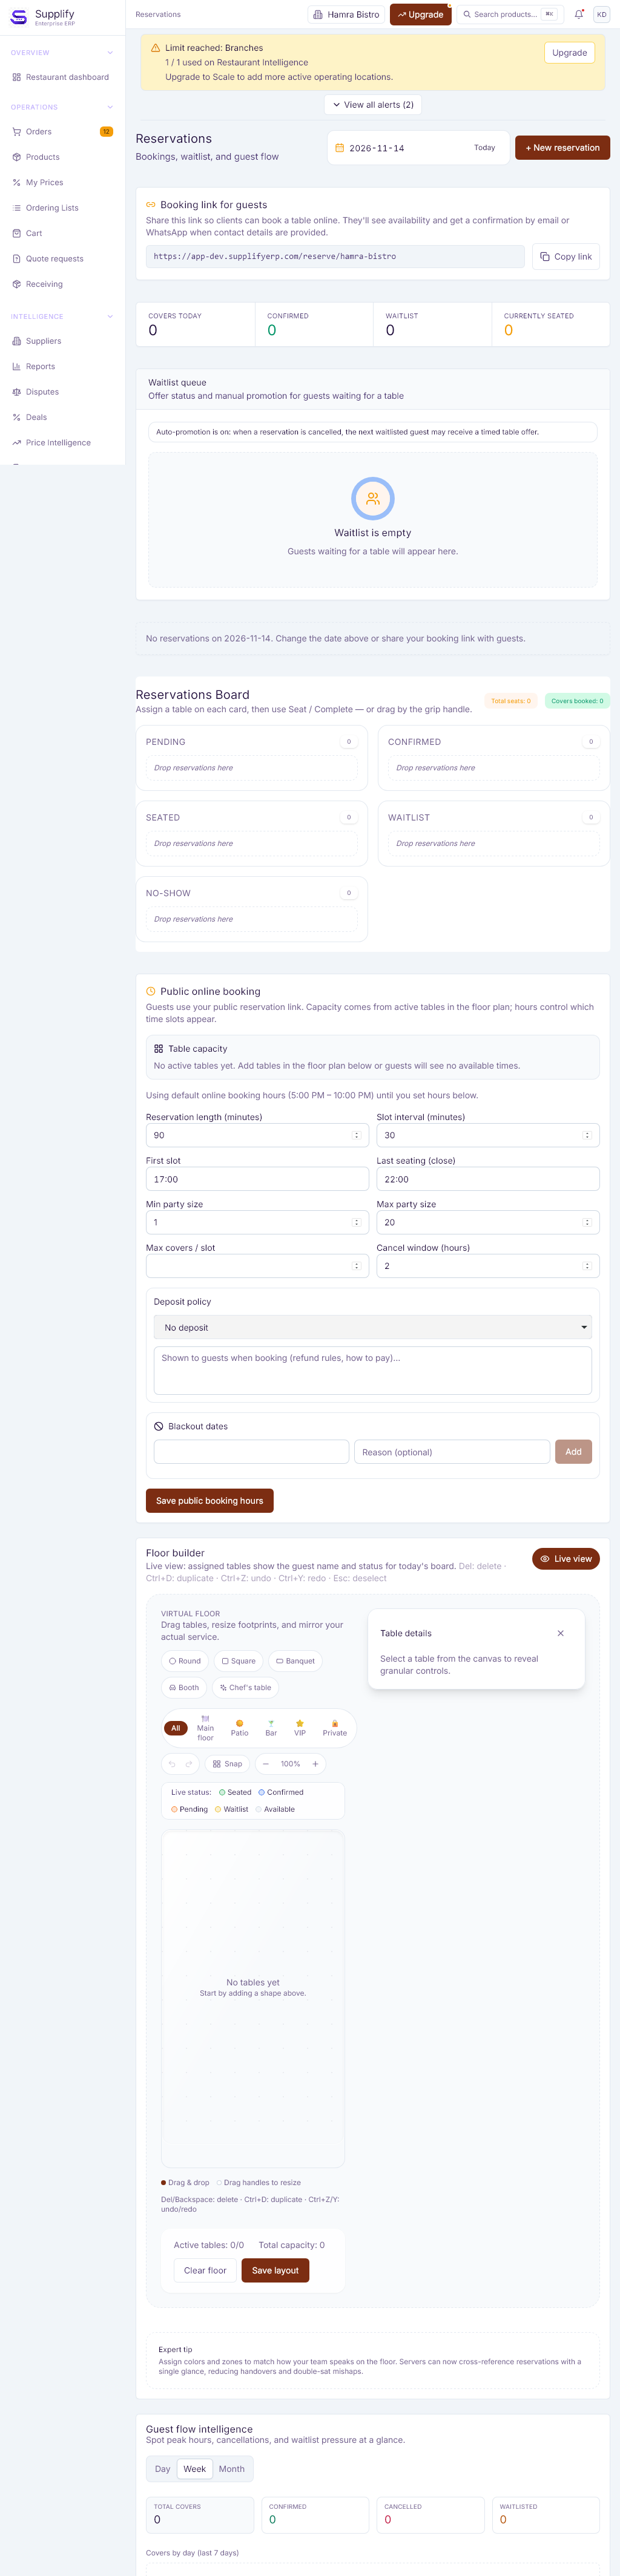 Supplify
Enterprise ERP
Reservations
Hamra Bistro
Upgrade
Search products...
⌘K
KD
OVERVIEW
Restaurant dashboard
OPERATIONS
Orders
12
Products
My Prices
Ordering Lists
Cart
Quote requests
Receiving
INTELLIGENCE
Suppliers
Reports
Disputes
Deals
Price Intelligence
Limit reached: Branches
1 / 1 used on Restaurant Intelligence
Upgrade to Scale to add more active operating locations.
Upgrade
View all alerts (2)
Reservations
Bookings, waitlist, and guest flow
2026-11-14
Today
+ New reservation
Booking link for guests
Share this link so clients can book a table online. They'll see availability and get a confirmation by email or
WhatsApp when contact details are provided.
https://app-dev.supplifyerp.com/reserve/hamra-bistro
Copy link
COVERS TODAY
0
CONFIRMED
0
WAITLIST
0
CURRENTLY SEATED
0
Waitlist queue
Offer status and manual promotion for guests waiting for a table
Auto-promotion is on: when a reservation is cancelled, the next waitlisted guest may receive a timed table offer.
Waitlist is empty
Guests waiting for a table will appear here.
No reservations on 2026-11-14. Change the date above or share your booking link with guests.
Reservations Board
Assign a table on each card, then use Seat / Complete — or drag by the grip handle.
Total seats: 0
Covers booked: 0
PENDING
0
Drop reservations here
CONFIRMED
0
Drop reservations here
SEATED
0
Drop reservations here
WAITLIST
0
Drop reservations here
NO-SHOW
0
Drop reservations here
Public online booking
Guests use your public reservation link. Capacity comes from active tables in the floor plan; hours control which
time slots appear.
Table capacity
No active tables yet. Add tables in the floor plan below or guests will see no available times.
Using default online booking hours (5:00 PM – 10:00 PM) until you set hours below.
Reservation length (minutes)
90
Slot interval (minutes)
30
First slot
17:00
Last seating (close)
22:00
Min party size
1
Max party size
20
Max covers / slot
Cancel window (hours)
2
Deposit policy
No deposit
Shown to guests when booking (refund rules, how to pay)...
Blackout dates
Reason (optional)
Add
Save public booking hours
Floor builder
Live view: assigned tables show the guest name and status for today's board. Del: delete ·
Ctrl+D: duplicate · Ctrl+Z: undo · Ctrl+Y: redo · Esc: deselect
Live view
VIRTUAL FLOOR
Drag tables, resize footprints, and mirror your
actual service.
Round
Square
Banquet
Booth
Chef's table
All
Main
floor
Patio
Bar
VIP
Private
Snap
100%
Live status:
Seated
Confirmed
Pending
Waitlist
Available
No tables yet
Start by adding a shape above.
Drag & drop
Drag handles to resize
Del/Backspace: delete · Ctrl+D: duplicate · Ctrl+Z/Y:
undo/redo
Active tables: 0/0
Total capacity: 0
Clear floor
Save layout
Table details
Select a table from the canvas to reveal
granular controls.
Expert tip
Assign colors and zones to match how your team speaks on the floor. Servers can now cross-reference reservations with a
single glance, reducing handovers and double-sat mishaps.
Guest flow intelligence
Spot peak hours, cancellations, and waitlist pressure at a glance.
Day
Week
Month
TOTAL COVERS
0
CONFIRMED
0
CANCELLED
0
WAITLISTED
0
Covers by day (last 7 days)